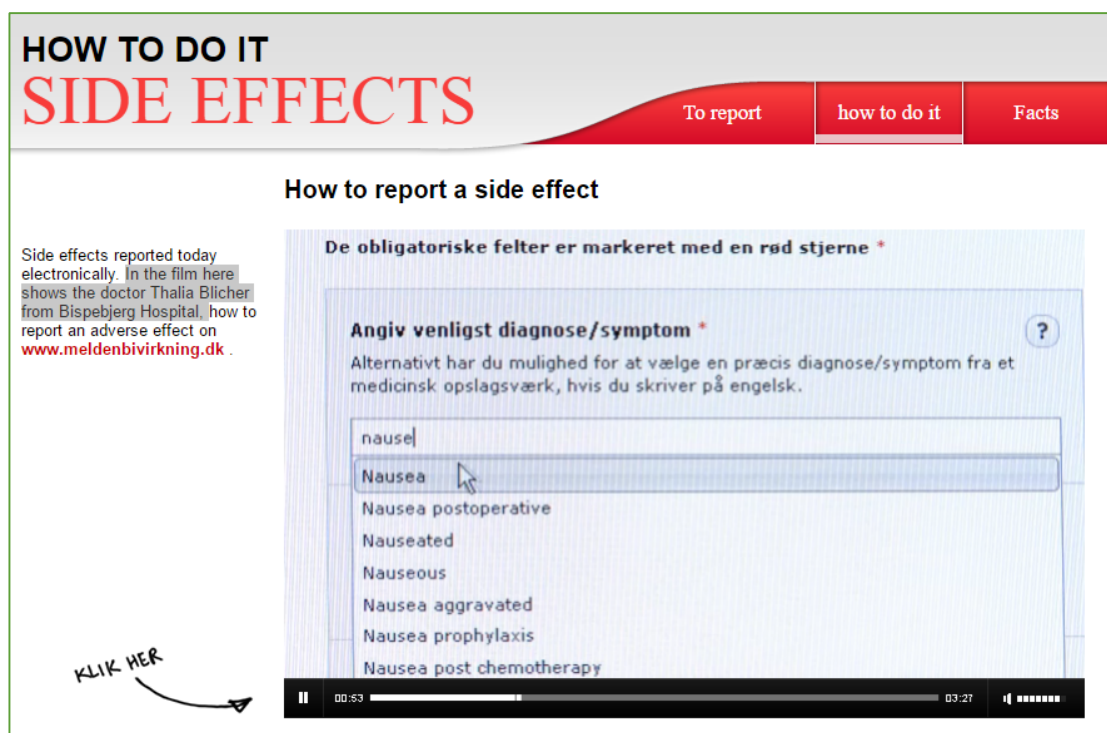 HOW TO DO IT
SIDE EFFECTS
To report
how to do it
Facts
How to report a side effect
Side effects reported today
electronically. In the film here
shows the doctor Thalia Blicher
from Bispebjerg Hospital, how to
report an adverse effect on
www.meldenbivirkning.dk .
De obligatoriske felter er markeret med en rød stjerne *
Angiv venligst diagnose/symptom *
?
Alternativt har du mulighed for at vælge en præcis diagnose/symptom fra et
medicinsk opslagsværk, hvis du skriver på engelsk.
nause
Nausea
Nausea postoperative
Nauseated
Nauseous
Nausea aggravated
Nausea prophylaxis
Nausea post chemotherapy
KLIK HER
00:53
03:27